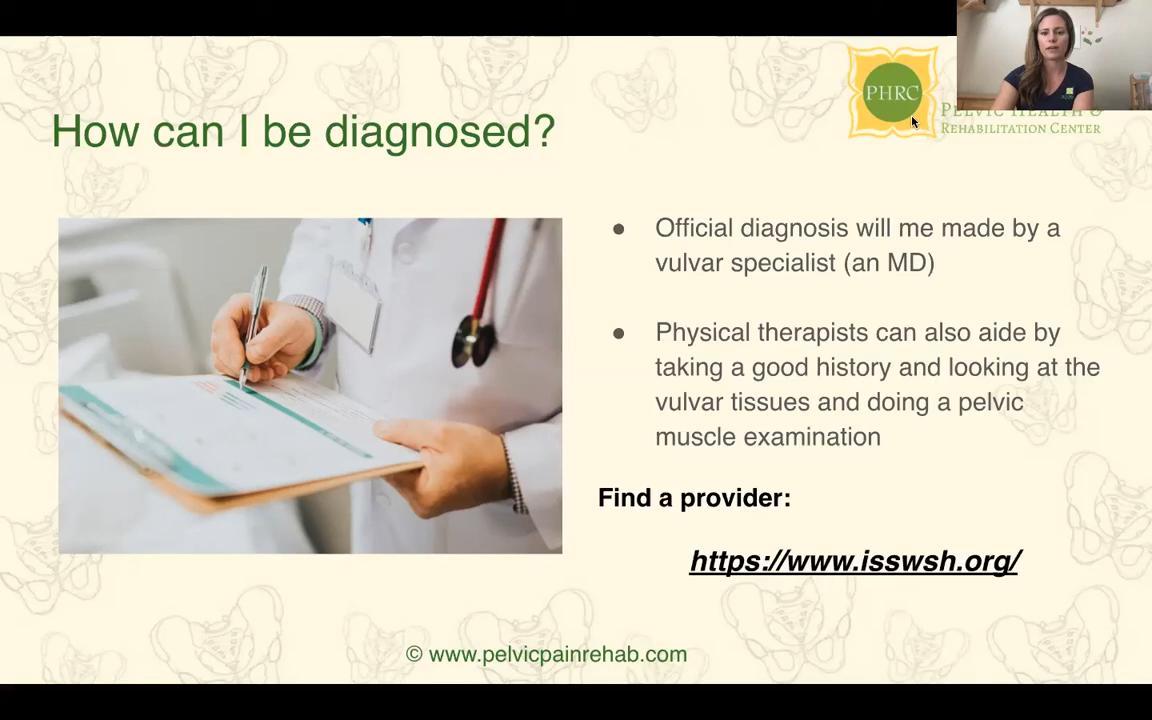 How can I be diagnosed?
PHRC
PELVIC HEALTH &
REHABILITATION CENTER
● Official diagnosis will me made by a
vulvar specialist (an MD)
● Physical therapists can also aide by
taking a good history and looking at the
vulvar tissues and doing a pelvic
muscle examination
Find a provider:
https://www.isswsh.org/
© www.pelvicpainrehab.com